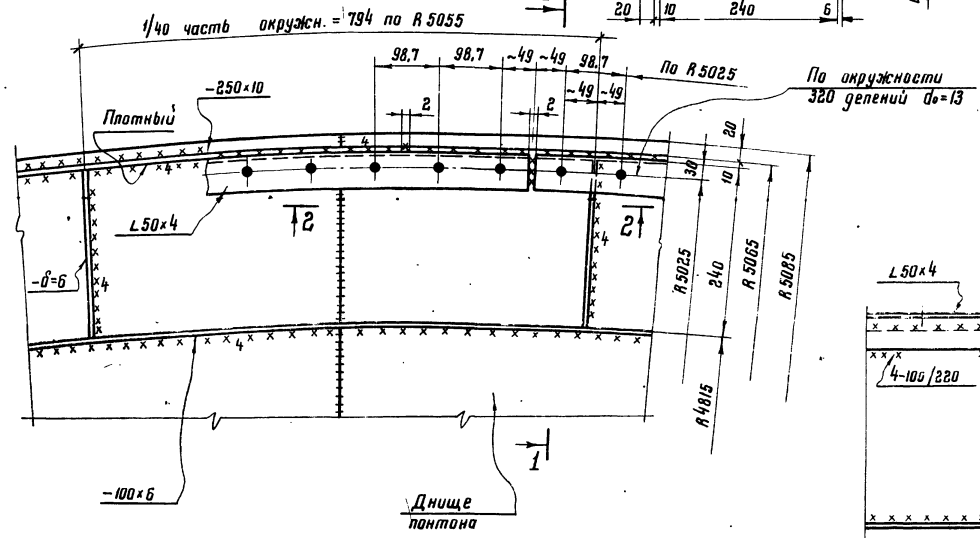 20 10 240 6
1/40 часть окружн. = 794 по R 5055
98,7 98,7 ~49 ~49 98,7
По R 5025
~49 ~49
По окружности
320 делений d₀=13
-250×10
2 2
Плотный
4
20
4
30
10
L 50×4
2 2
-δ=6
4
4
R 5025
240
R 5065
R 5085
L 50×4
4
R 4815
4-100/220
1
-100×6
Днище
понтона